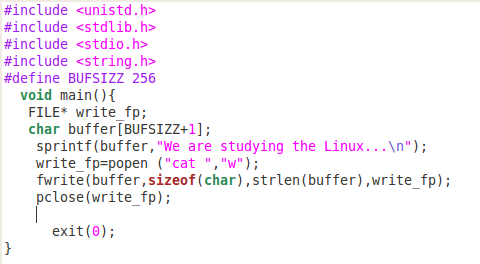 #include <unistd.h>
#include <stdlib.h>
#include <stdio.h>
#include <string.h>
#define BUFSIZZ 256
void main(){
FILE* write_fp;
char buffer[BUFSIZZ+1];
sprintf(buffer,"We are studying the Linux...\n");
write_fp=popen ("cat ","w");
fwrite(buffer,sizeof(char),strlen(buffer),write_fp);
pclose(write_fp);
exit(0);
}